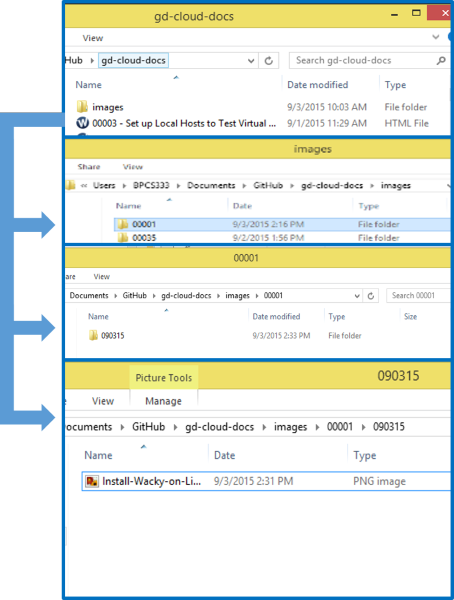 gd-cloud-docs
View
Hub gd-cloud-docs Search gd-cloud-docs
Name Date modified Type
images 9/3/2015 10:03 AM File folder
00003 - Set up Local Hosts to Test Virtual ... 9/1/2015 11:29 AM HTML File
images
Share View
« Users BPCS333 Documents GitHub gd-cloud-docs images
Name Date Type
00001 9/3/2015 2:16 PM File folder
00035 9/2/2015 1:56 PM File folder
00001
are View
Documents GitHub gd-cloud-docs images 00001 Search 00001
Name Date modified Type Size
090315 9/3/2015 2:33 PM File folder
Picture Tools 090315
View Manage
ocuments GitHub gd-cloud-docs images 00001 090315
Name Date Type
Install-Wacky-on-Li... 9/3/2015 2:31 PM PNG image